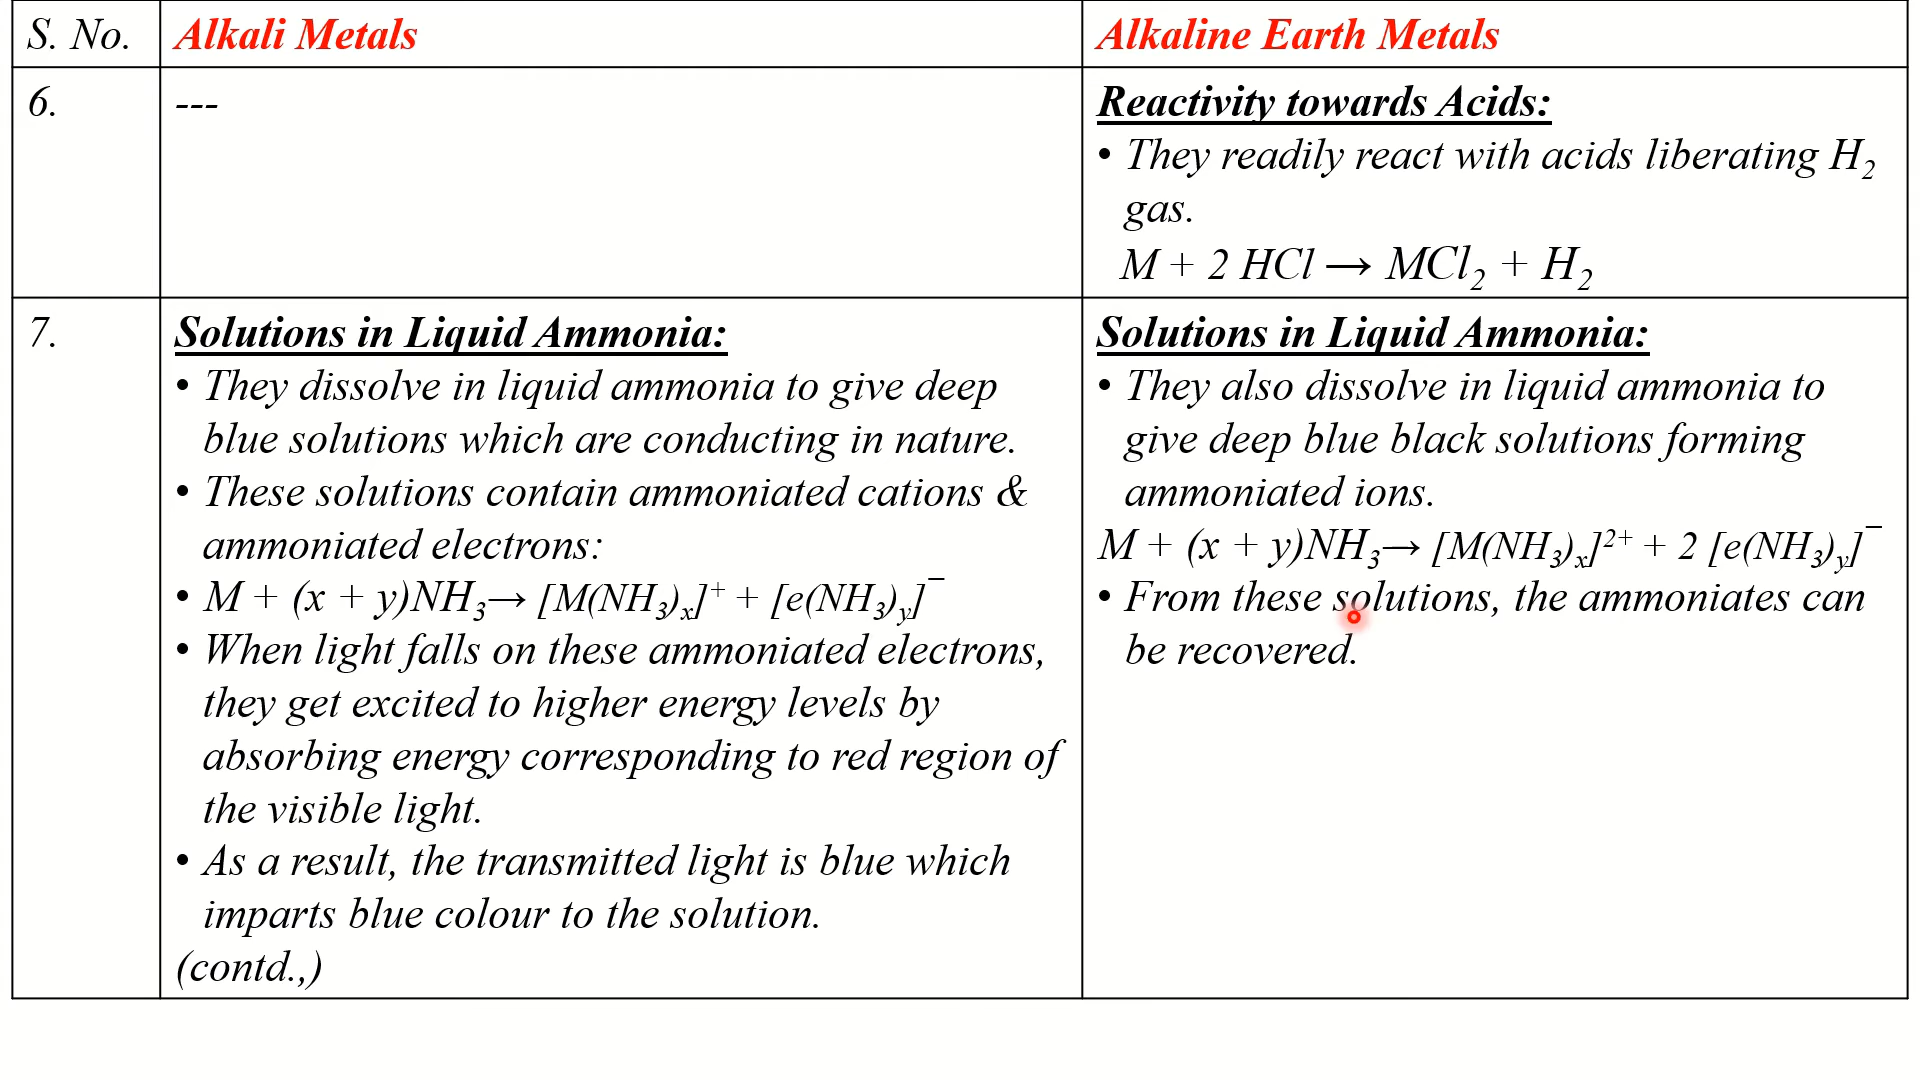 S. No.
Alkali Metals
Alkaline Earth Metals
6.
---
Reactivity towards Acids:
• They readily react with acids liberating H₂
gas.
M + 2 HCl → MCl₂ + H₂
7.
Solutions in Liquid Ammonia:
• They dissolve in liquid ammonia to give deep
blue solutions which are conducting in nature.
• These solutions contain ammoniated cations &
ammoniated electrons:
• M + (x + y)NH₃→ [M(NH₃)ₓ]⁺ + [e(NH₃)y]⁻
• When light falls on these ammoniated electrons,
they get excited to higher energy levels by
absorbing energy corresponding to red region of
the visible light.
• As a result, the transmitted light is blue which
imparts blue colour to the solution.
(contd.,)
Solutions in Liquid Ammonia:
• They also dissolve in liquid ammonia to
give deep blue black solutions forming
ammoniated ions.
M + (x + y)NH₃→ [M(NH₃)ₓ]²⁺ + 2 [e(NH₃)y]⁻
• From these solutions, the ammoniates can
be recovered.